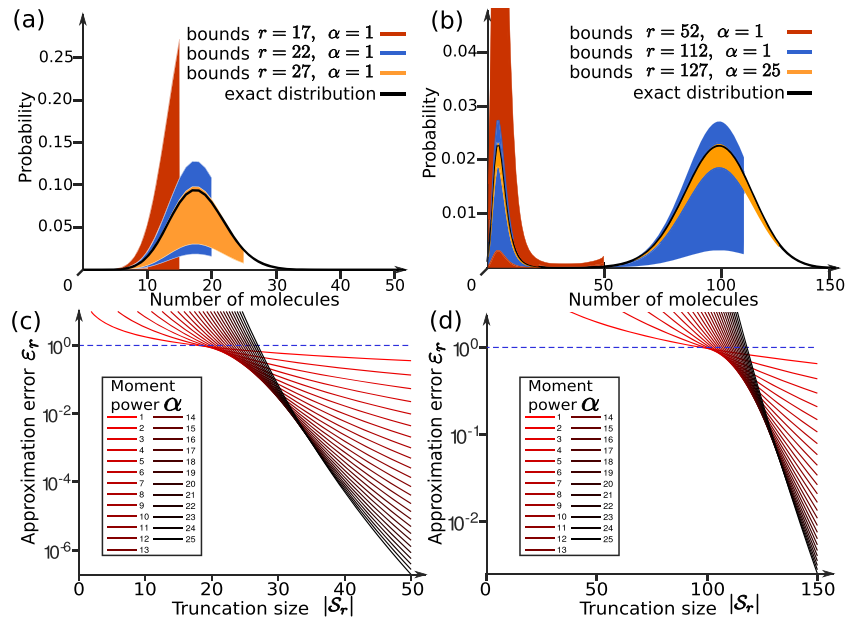 (a)
bounds r = 17, α = 1
bounds r = 22, α = 1
bounds r = 27, α = 1
exact distribution
Probability
0.25
0.20
0.15
0.10
0.05
0
10
20
30
40
50
Number of molecules
(b)
bounds r = 52, α = 1
bounds r = 112, α = 1
bounds r = 127, α = 25
exact distribution
Probability
0.04
0.03
0.02
0.01
0
50
100
150
Number of molecules
(c)
Approximation error εr
10^0
10^-2
10^-4
10^-6
Moment
power α
1 14
2 15
3 16
4 17
5 18
6 19
7 20
8 21
9 22
10 23
11 24
12 25
13
0 10 20 30 40 50
Truncation size |Sr|
(d)
Approximation error εr
10^0
10^-1
10^-2
Moment
power α
1 14
2 15
3 16
4 17
5 18
6 19
7 20
8 21
9 22
10 23
11 24
12 25
13
0 50 100 150
Truncation size |Sr|